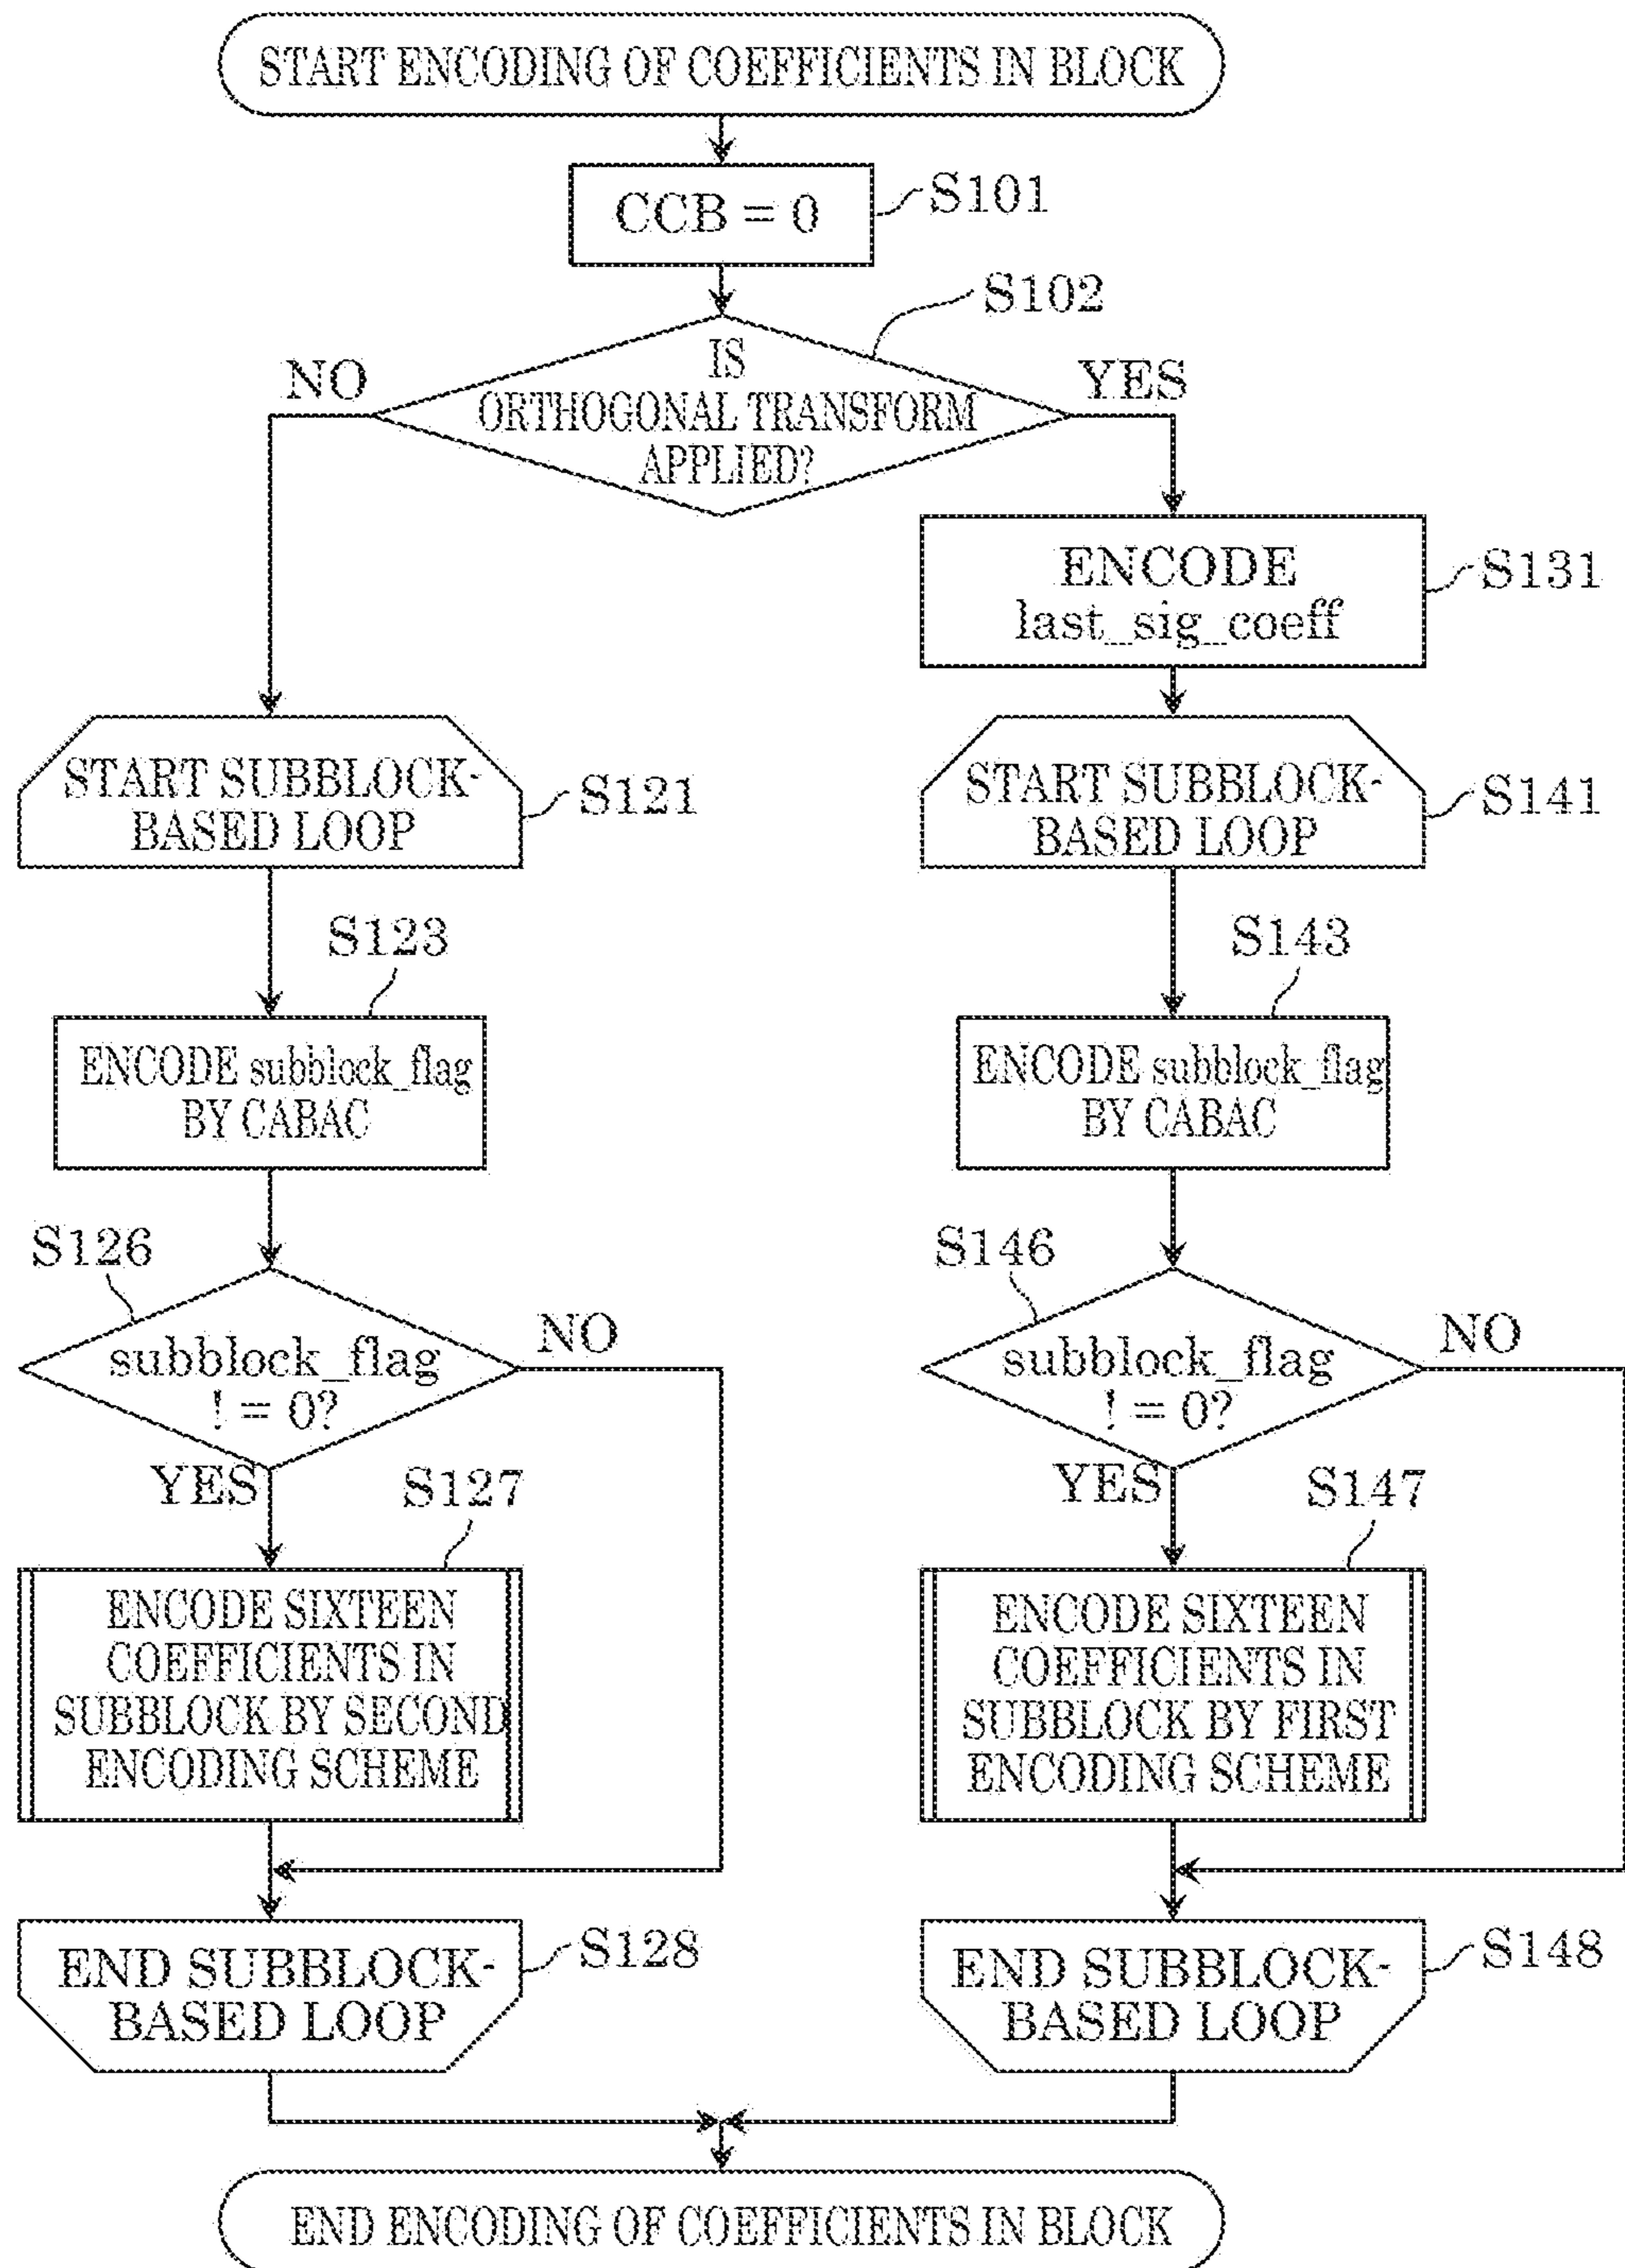 START ENCODING OF COEFFICIENTS IN BLOCK
CCB = 0
S101
S102
IS
ORTHOGONAL TRANSFORM
APPLIED?
NO
YES
ENCODE
last_sig_coeff
S131
START SUBBLOCK-
BASED LOOP
S121
START SUBBLOCK-
BASED LOOP
S141
S123
ENCODE subblock_flag
BY CABAC
S143
ENCODE subblock_flag
BY CABAC
S126
subblock_flag
! = 0?
NO
YES
S146
subblock_flag
! = 0?
NO
YES
S127
ENCODE SIXTEEN
COEFFICIENTS IN
SUBBLOCK BY SECOND
ENCODING SCHEME
S147
ENCODE SIXTEEN
COEFFICIENTS IN
SUBBLOCK BY FIRST
ENCODING SCHEME
END SUBBLOCK-
BASED LOOP
S128
END SUBBLOCK-
BASED LOOP
S148
END ENCODING OF COEFFICIENTS IN BLOCK